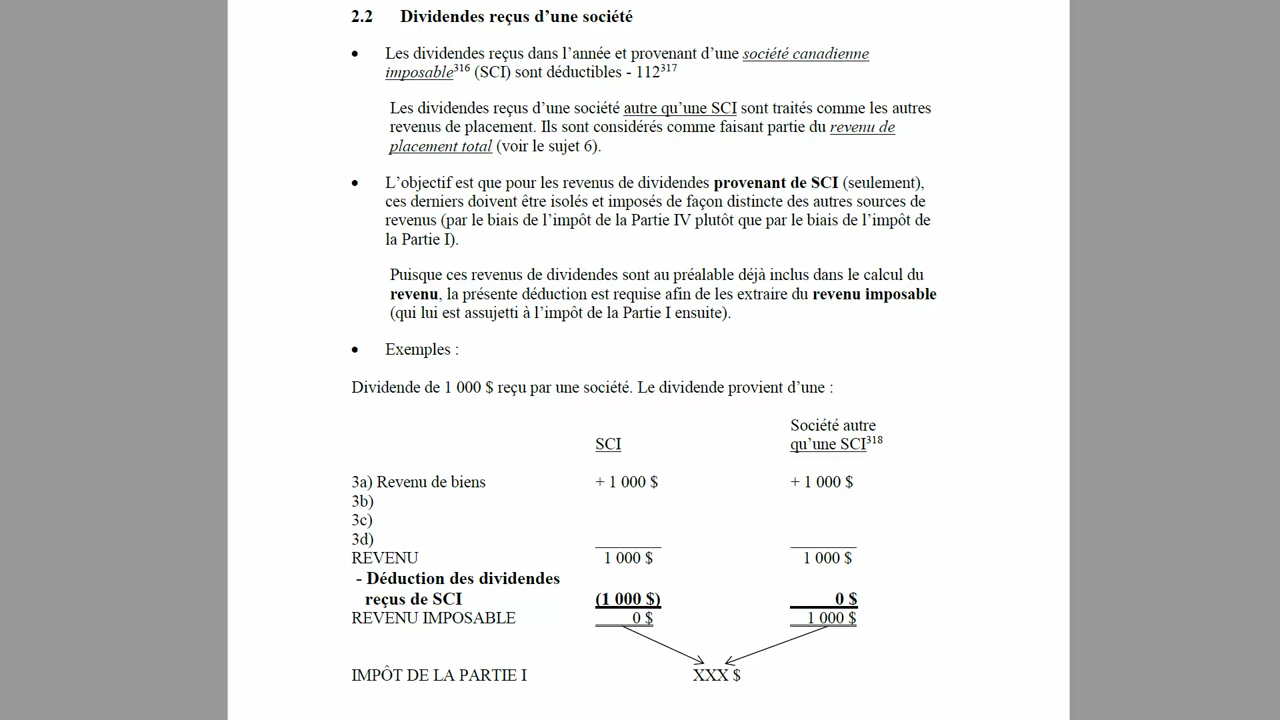 2.2 Dividendes reçus d’une société
• Les dividendes reçus dans l’année et provenant d’une société canadienne
imposable316 (SCI) sont déductibles - 112317
Les dividendes reçus d’une société autre qu’une SCI sont traités comme les autres
revenus de placement. Ils sont considérés comme faisant partie du revenu de
placement total (voir le sujet 6).
• L’objectif est que pour les revenus de dividendes provenant de SCI (seulement),
ces derniers doivent être isolés et imposés de façon distincte des autres sources de
revenus (par le biais de l’impôt de la Partie IV plutôt que par le biais de l’impôt de
la Partie I).
Puisque ces revenus de dividendes sont au préalable déjà inclus dans le calcul du
revenu, la présente déduction est requise afin de les extraire du revenu imposable
(qui lui est assujetti à l’impôt de la Partie I ensuite).
• Exemples :
Dividende de 1 000 $ reçu par une société. Le dividende provient d’une :
Société autre
SCI qu’une SCI318
3a) Revenu de biens + 1 000 $ + 1 000 $
3b)
3c)
3d)
REVENU 1 000 $ 1 000 $
- Déduction des dividendes
reçus de SCI (1 000 $) 0 $
REVENU IMPOSABLE 0 $ 1 000 $
IMPÔT DE LA PARTIE I XXX $